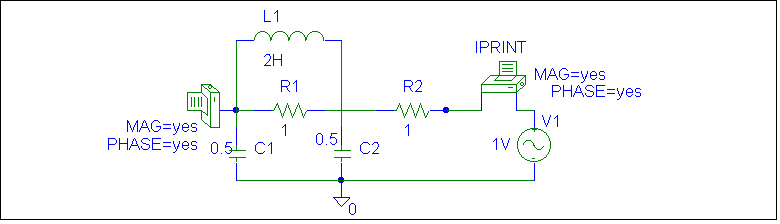 L1
2H
IPRINT
MAG=yes
PHASE=yes
R1
R2
1
1
V1
MAG=yes
PHASE=yes
0.5
C1
0.5
C2
1V
0